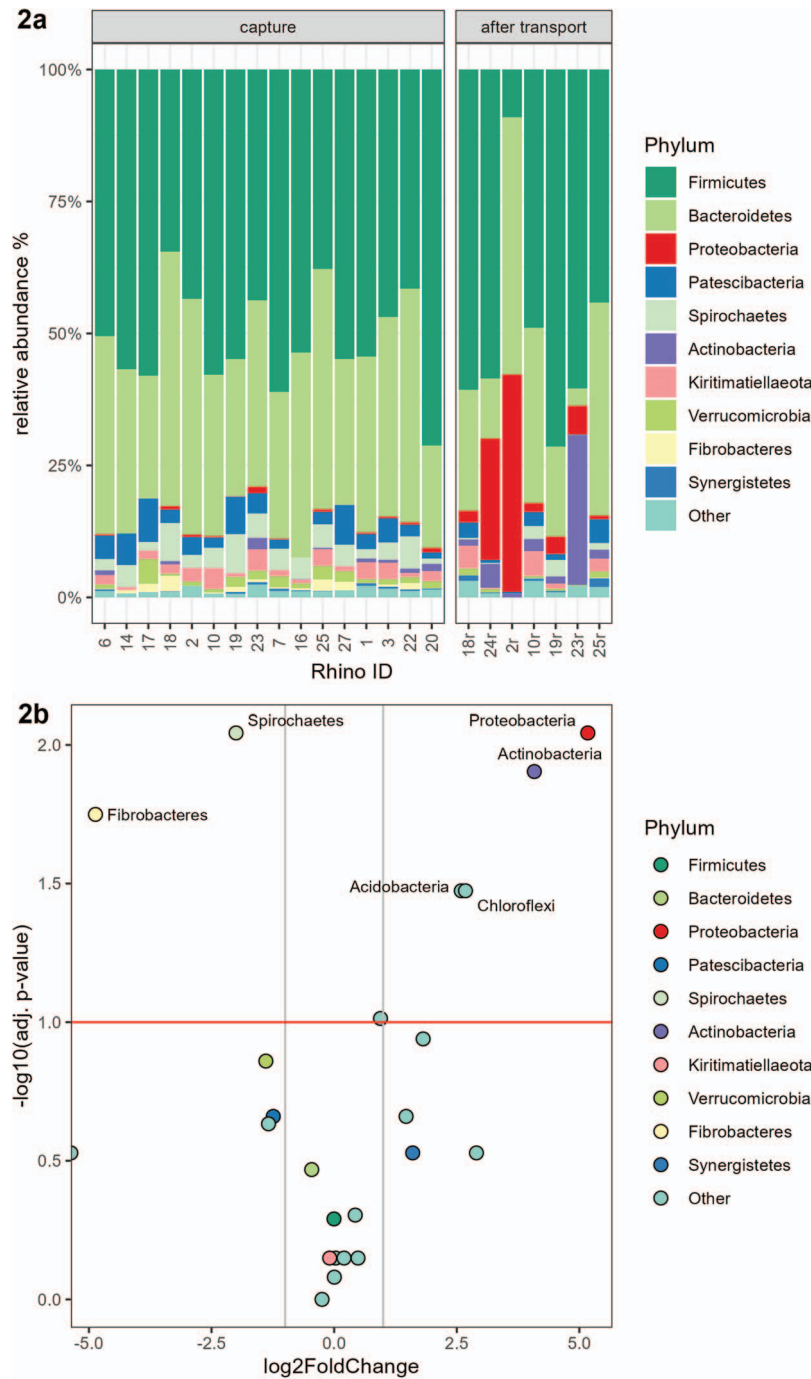 2a
capture
after transport
100%
75%
50%
25%
0%
relative abundance %
6 14 17 18 2 10 19 23 7 16 25 27 1 3 22 20
18r 24r 2r 10r 19r 23r 25r
Rhino ID
Phylum
Firmicutes
Bacteroidetes
Proteobacteria
Patescibacteria
Spirochaetes
Actinobacteria
Kiritimatiellaeota
Verrucomicrobia
Fibrobacteres
Synergistetes
Other
2b
Spirochaetes
Proteobacteria
Actinobacteria
Fibrobacteres
Acidobacteria
Chloroflexi
2.0
1.5
1.0
0.5
0.0
-log10(adj. p-value)
-5.0 -2.5 0.0 2.5 5.0
log2FoldChange
Phylum
Firmicutes
Bacteroidetes
Proteobacteria
Patescibacteria
Spirochaetes
Actinobacteria
Kiritimatiellaeota
Verrucomicrobia
Fibrobacteres
Synergistetes
Other